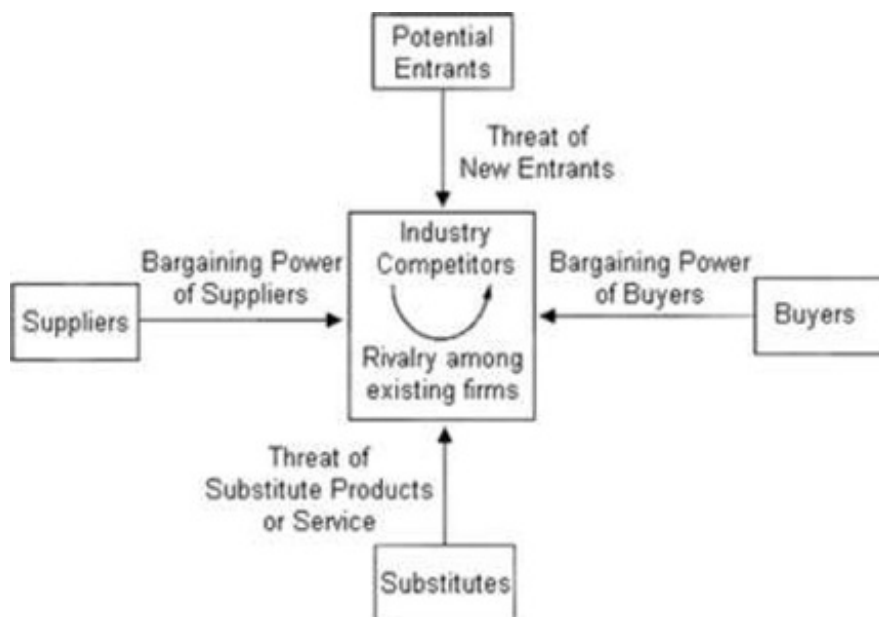 Potential
Entrants
Threat of
New Entrants
Industry
Competitors
Bargaining Power
of Suppliers
Bargaining Power
of Buyers
Suppliers
Buyers
Rivalry among
existing firms
Threat of
Substitute Products
or Service
Substitutes